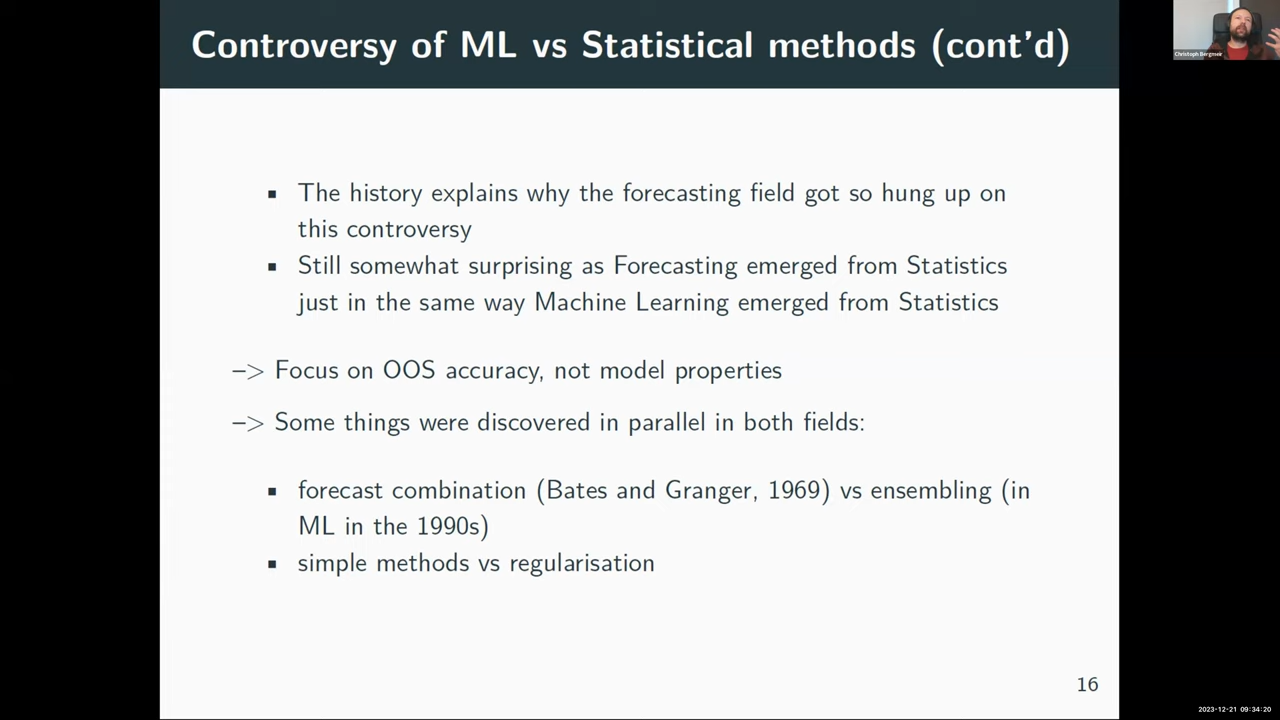 Controversy of ML vs Statistical methods (cont'd)
Christoph Bergmeir
▪ The history explains why the forecasting field got so hung up on
this controversy
▪ Still somewhat surprising as Forecasting emerged from Statistics
just in the same way Machine Learning emerged from Statistics
–> Focus on OOS accuracy, not model properties
–> Some things were discovered in parallel in both fields:
▪ forecast combination (Bates and Granger, 1969) vs ensembling (in
ML in the 1990s)
▪ simple methods vs regularisation
16
2023-12-21 09:34:20